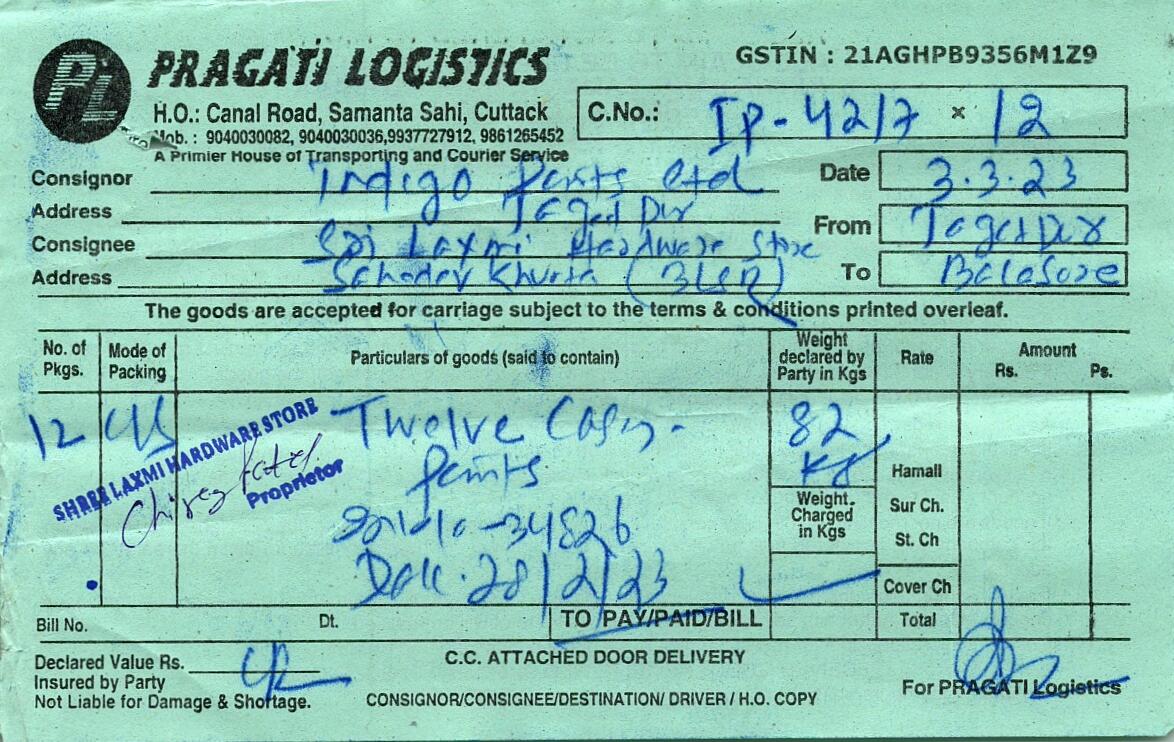 PL PRAGATI LOGISTICS
GSTIN : 21AGHPB9356M1Z9
H.O.: Canal Road, Samanta Sahi, Cuttack
Mob. : 9040030082, 9040030036,9937727912, 9861265452
A Primier House of Transporting and Courier Service
C.No.: IP-4217 x 12
Consignor Indigo Paints Ltd
Date 3.3.23
Address
From
Consignee Sri Laxmi Hardware Store
Address (BLSR)
To Balasore
The goods are accepted for carriage subject to the terms & conditions printed overleaf.
No. of Pkgs. Mode of Packing Particulars of goods (said to contain) Weight declared by Party in Kgs Rate Amount Rs. Ps.
12 Twelve Cases 82
Paints Kg
SHREE LAXMI HARDWARE STORE
Proprietor
34826
Date. 28/2/23
Weight. Charged in Kgs
Hamali
Sur Ch.
St. Ch
Cover Ch
Bill No. Dt. TO PAY/PAID/BILL Total
Declared Value Rs.
C.C. ATTACHED DOOR DELIVERY
Insured by Party
Not Liable for Damage & Shortage.
CONSIGNOR/CONSIGNEE/DESTINATION/ DRIVER / H.O. COPY
For PRAGATI Logistics